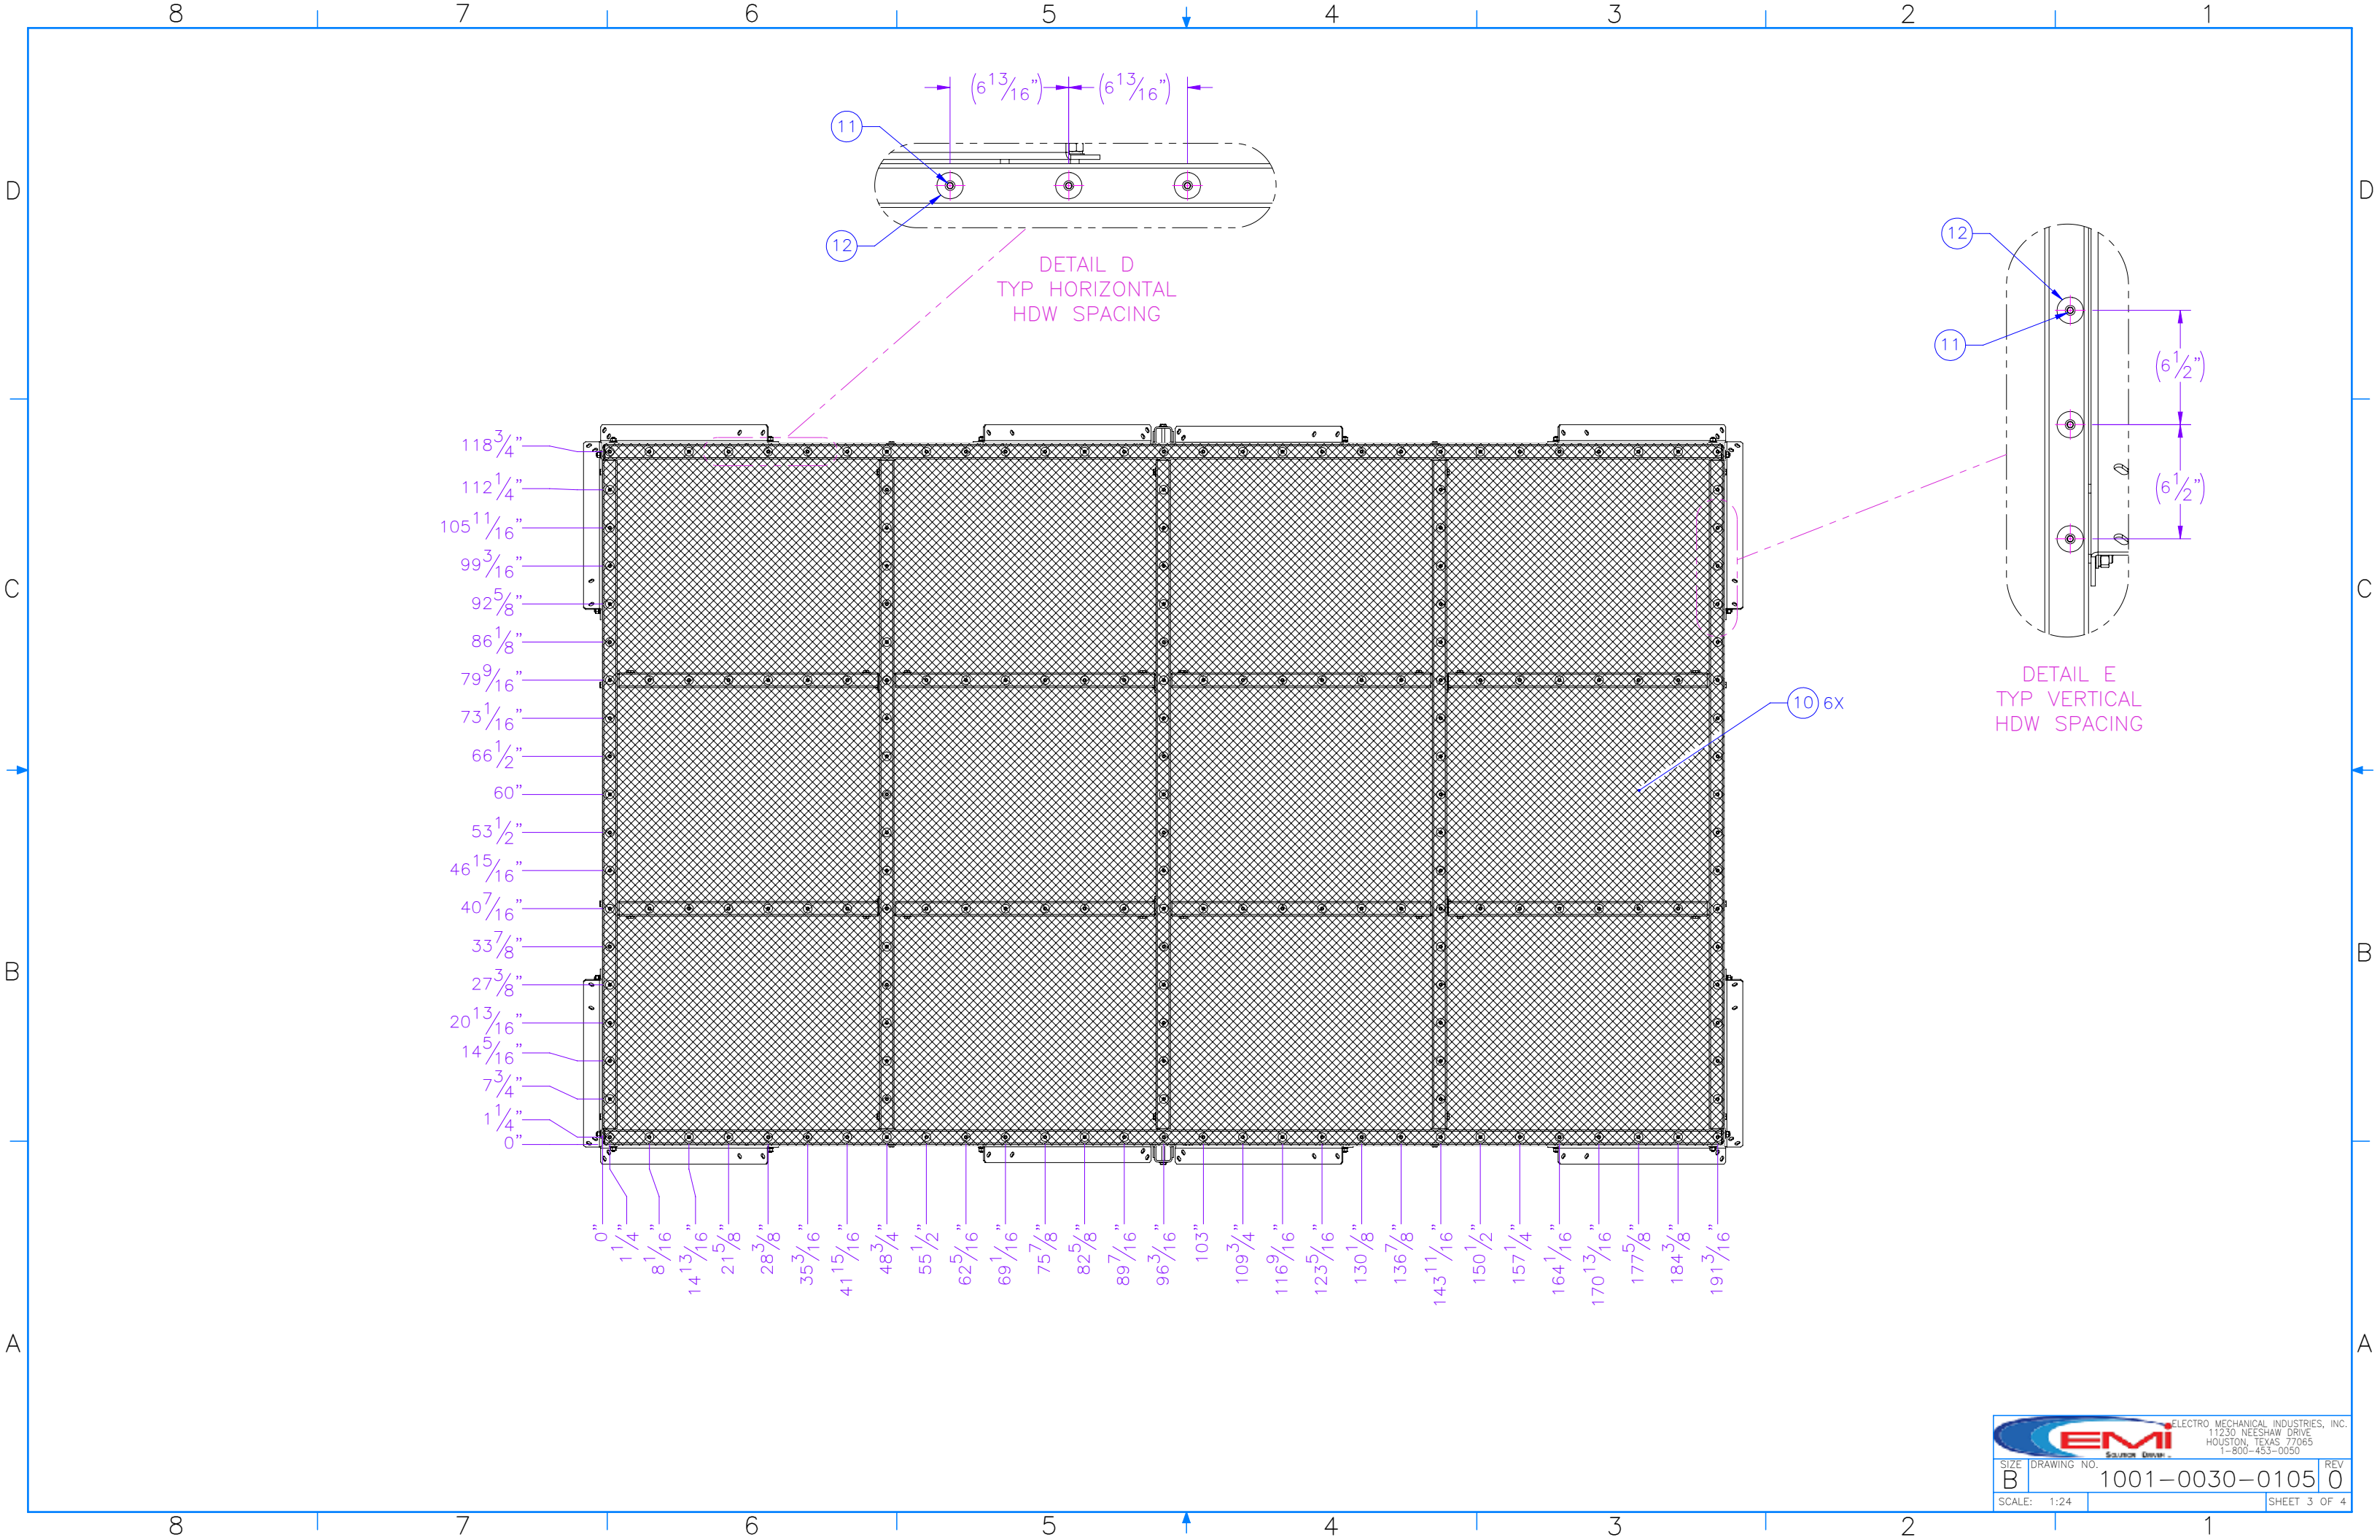 8 7 6 5 4 3 2 1
(6 13/16") (6 13/16")
11
12
DETAIL D
TYP HORIZONTAL
HDW SPACING
D D
12
11
(6 1/2")
(6 1/2")
DETAIL E
TYP VERTICAL
HDW SPACING
C C
10 6X
118 3/4"
112 1/4"
105 11/16"
99 3/16"
92 5/8"
86 1/8"
79 9/16"
73 1/16"
66 1/2"
60"
53 1/2"
46 15/16"
40 7/16"
33 7/8"
27 3/8"
20 13/16"
14 5/16"
7 3/4"
1 1/4"
0"
B B
0"
1 1/4"
8 1/16"
14 13/16"
21 5/8"
28 3/8"
35 3/16"
41 15/16"
48 3/4"
55 1/2"
62 5/16"
69 1/16"
75 7/8"
82 5/8"
89 7/16"
96 3/16"
103"
109 3/4"
116 9/16"
123 5/16"
130 1/8"
136 7/8"
143 11/16"
150 1/2"
157 1/4"
164 1/16"
170 13/16"
177 5/8"
184 3/8"
191 3/16"
A A
EMi
SOLUTION DRIVEN
ELECTRO MECHANICAL INDUSTRIES, INC.
11230 NEESHAW DRIVE
HOUSTON, TEXAS 77065
1-800-453-0050
SIZE DRAWING NO. REV
B 1001-0030-0105 0
SCALE: 1:24 SHEET 3 OF 4
8 7 6 5 4 3 2 1